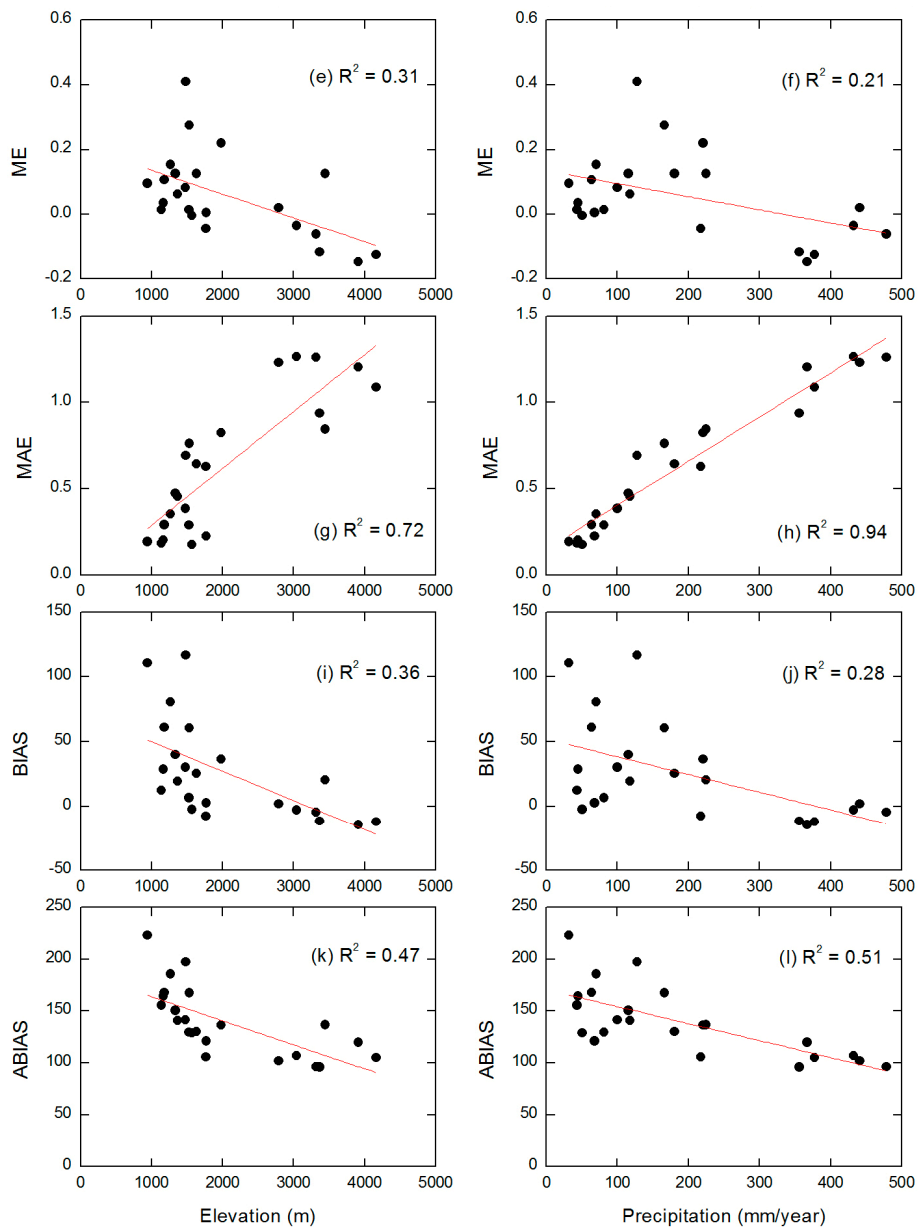 0.6
0.4
0.2
0.0
-0.2
ME
(e) R² = 0.31
0 1000 2000 3000 4000 5000
0.6
0.4
0.2
0.0
-0.2
ME
(f) R² = 0.21
0 100 200 300 400 500
1.5
1.0
0.5
0.0
MAE
(g) R² = 0.72
0 1000 2000 3000 4000 5000
1.5
1.0
0.5
0.0
MAE
(h) R² = 0.94
0 100 200 300 400 500
150
100
50
0
-50
BIAS
(i) R² = 0.36
0 1000 2000 3000 4000 5000
150
100
50
0
-50
BIAS
(j) R² = 0.28
0 100 200 300 400 500
250
200
150
100
50
0
ABIAS
(k) R² = 0.47
0 1000 2000 3000 4000 5000
Elevation (m)
250
200
150
100
50
0
ABIAS
(l) R² = 0.51
0 100 200 300 400 500
Precipitation (mm/year)